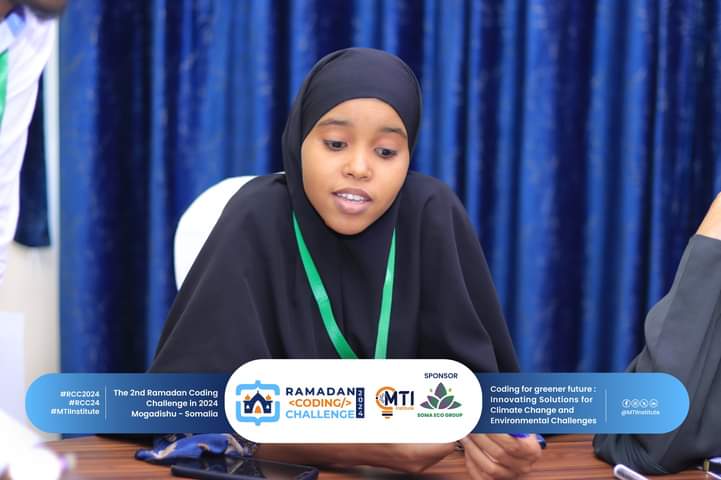 #RCC2024
#RCC24
#MTIInstitute
The 2nd Ramadan Coding
Challenge in 2024
Mogadishu - Somalia
RAMADAN
<CODING/>
CHALLENGE
2024
MTI
Institute
SPONSOR
SOMA ECO GROUP
Coding for greener future :
Innovating Solutions for
Climate Change and
Environmental Challenges
@MTIInstitute